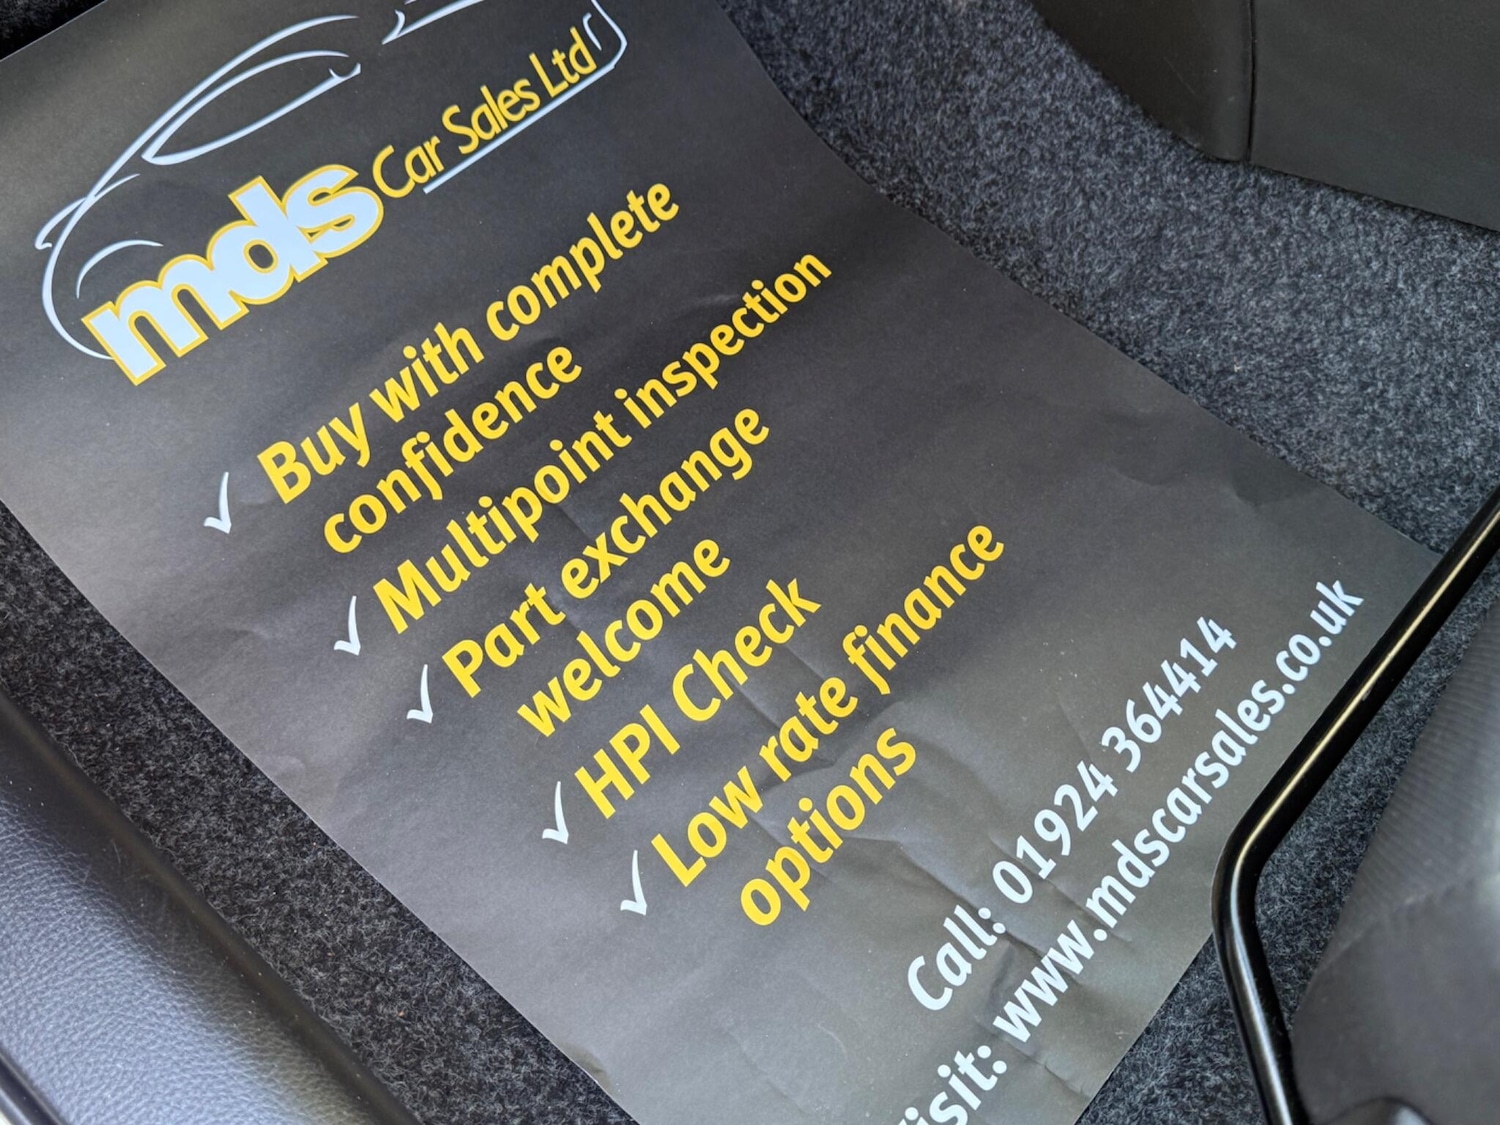 mds Car Sales Ltd
✓ Buy with complete
confidence
✓ Multipoint inspection
✓ Part exchange
welcome
✓ HPI Check
✓ Low rate finance
options
Call: 01924 364414
isit: www.mdscarsales.co.uk